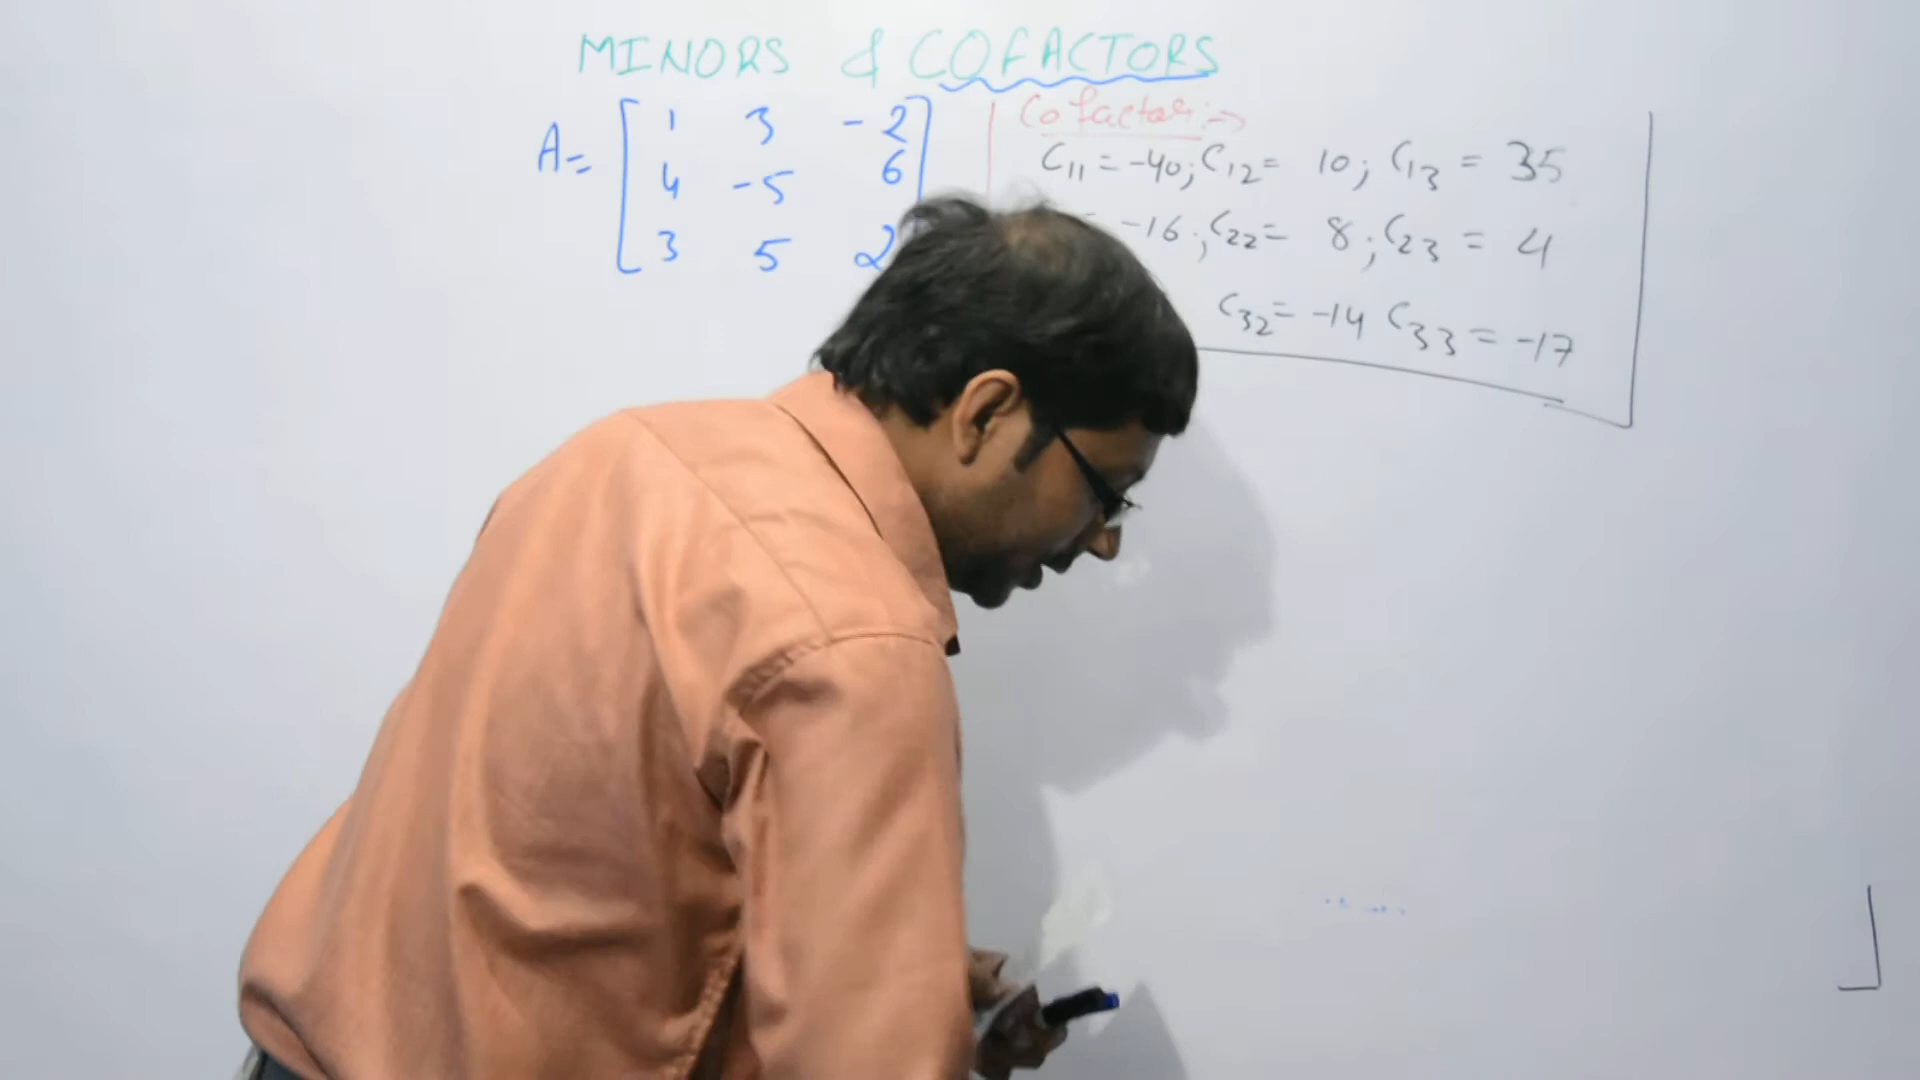 MINORS & COFACTORS
A = [ 1 3 -2
4 -5 6
3 5 2
Cofactor :→
C11 = -40; C12 = 10; C13 = 35
= -16; C22 = 8; C23 = 4
C32 = -14 C33 = -17